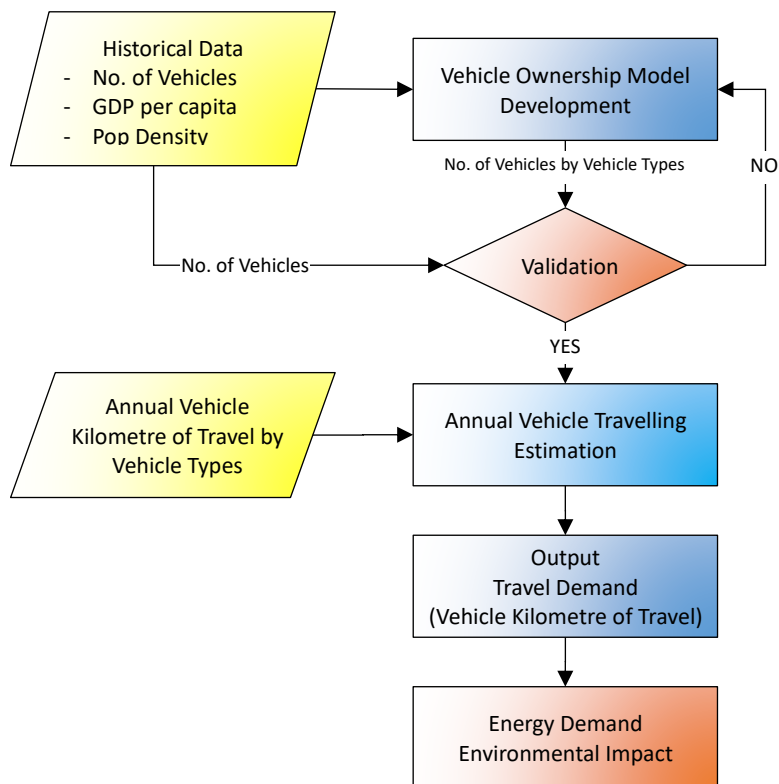 Historical Data
- No. of Vehicles
- GDP per capita
- Pop Density
Vehicle Ownership Model
Development
No. of Vehicles by Vehicle Types
NO
No. of Vehicles
Validation
YES
Annual Vehicle
Kilometre of Travel by
Vehicle Types
Annual Vehicle Travelling
Estimation
Output
Travel Demand
(Vehicle Kilometre of Travel)
Energy Demand
Environmental Impact